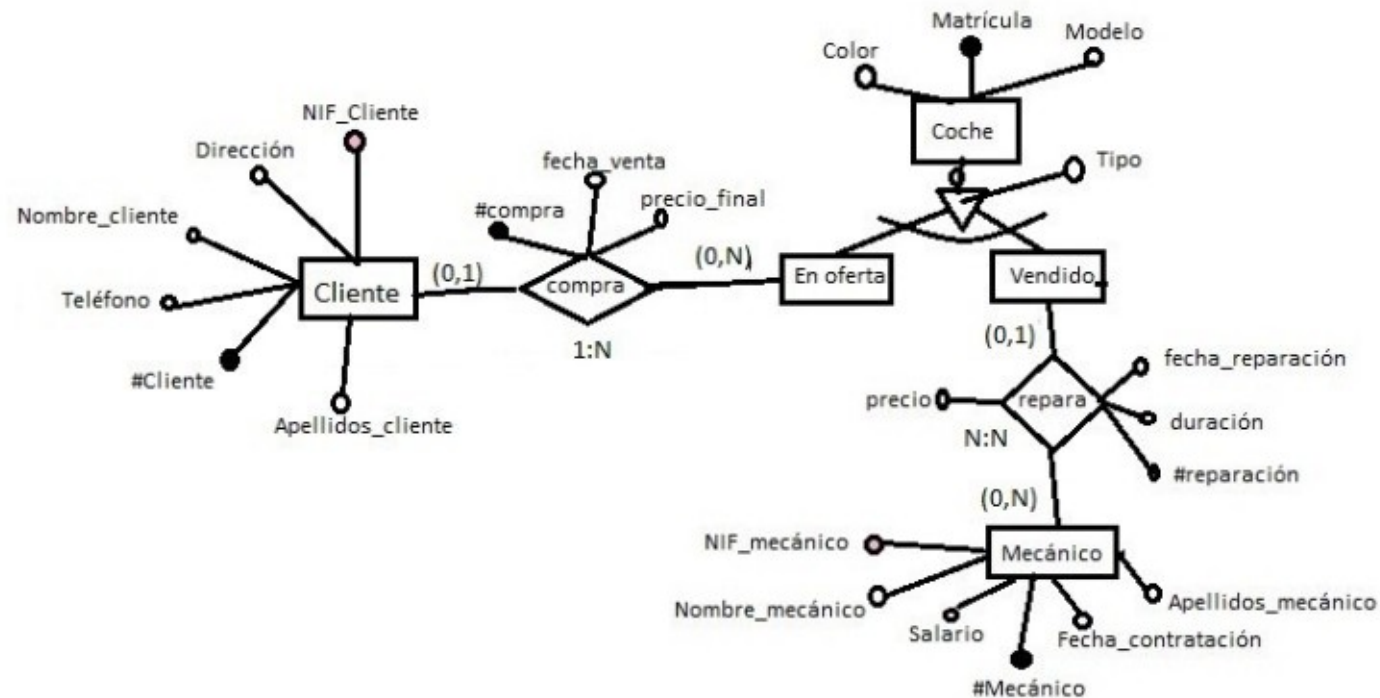 Matrícula
Modelo
Color
Coche
Tipo
NIF_Cliente
Dirección
Nombre_cliente
Teléfono
#Cliente
Apellidos_cliente
Cliente
(0,1)
fecha_venta
#compra
precio_final
compra
1:N
(0,N)
En oferta
Vendido
(0,1)
fecha_reparación
precio
repara
duración
N:N
#reparación
(0,N)
NIF_mecánico
Mecánico
Nombre_mecánico
Apellidos_mecánico
Salario
Fecha_contratación
#Mecánico